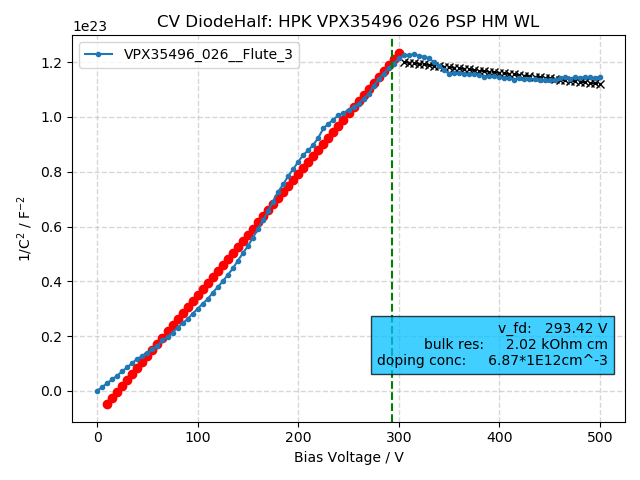 CV DiodeHalf: HPK VPX35496 026 PSP HM WL
1e23
VPX35496_026__Flute_3
1.2
1.0
0.8
0.6
0.4
0.2
0.0
1/C² / F⁻²
v_fd: 293.42 V
bulk res: 2.02 kOhm cm
doping conc: 6.87*1E12cm^-3
0 100 200 300 400 500
Bias Voltage / V